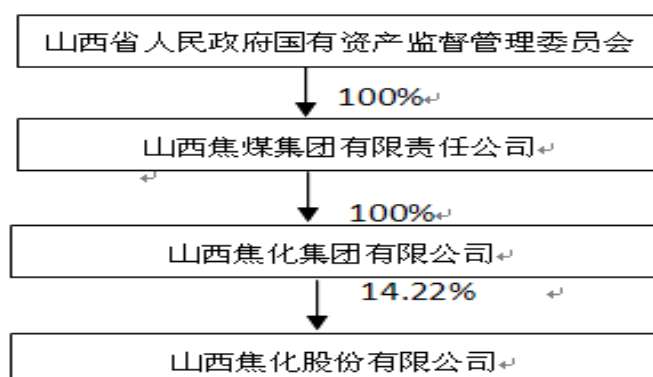 山西省人民政府国有资产监督管理委员会
100%
山西焦煤集团有限责任公司
100%
山西焦化集团有限公司
14.22%
山西焦化股份有限公司